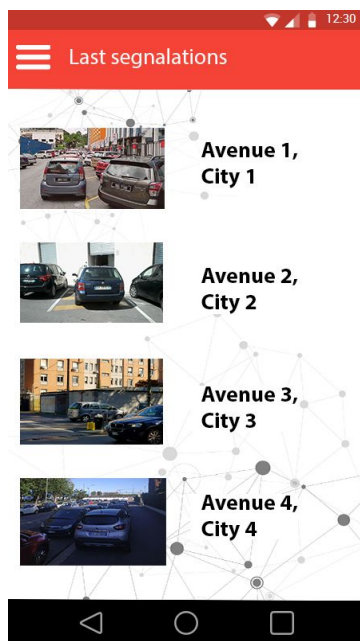 12:30
Last segnalations
Avenue 1,
City 1
Avenue 2,
City 2
Avenue 3,
City 3
Avenue 4,
City 4